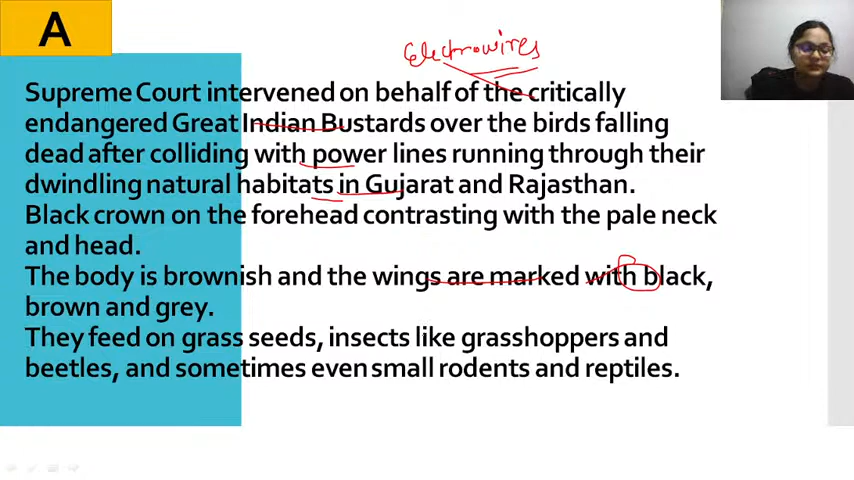 A
Electrowires
Supreme Court intervened on behalf of the critically
endangered Great Indian Bustards over the birds falling
dead after colliding with power lines running through their
dwindling natural habitats in Gujarat and Rajasthan.
Black crown on the forehead contrasting with the pale neck
and head.
The body is brownish and the wings are marked with black,
brown and grey.
They feed on grass seeds, insects like grasshoppers and
beetles, and sometimes even small rodents and reptiles.